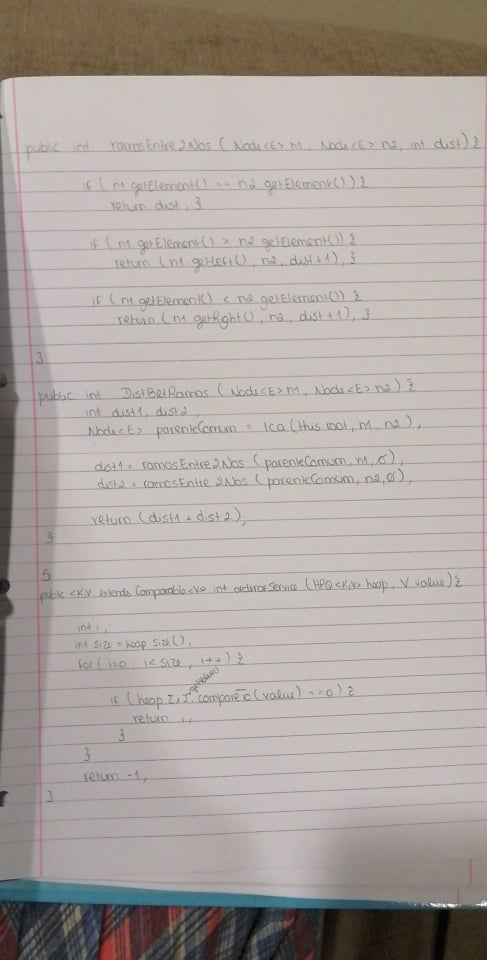 public int ramosEntre2Nos ( Node<E> n1, Node<E> n2, int dist) {
if ( n1 getElement() == n2 getElement()) {
return dist, }
if ( n1 getElement() > n2 getElement()) {
return (n1. getLeft(), n2, dist+1), }
if ( n1 getElement() < n2 getElement()) {
return (n1 getRight(), n2, dist+1), }
}
public int DistBetRamos ( Node<E> n1, Node<E> n2) {
int dist1, dist2,
Node<E> parenteComum = lca (this root, n1, n2),
dist1 = ramosEntre2Nos (parenteComum, n1, 0),
dist2 = ramosEntre2Nos (parenteComum, n2, 0),
return (dist1 + dist2),
}
5
public <K,V extends Comparable<V>> int (HPQ<K,V> heap, V value) {
int i,
int size = heap size(),
for ( i=0, i< size, i++) {
if (heap [i]. getValue() compareTo (value) ==0) {
return i,
}
}
return -1,
}